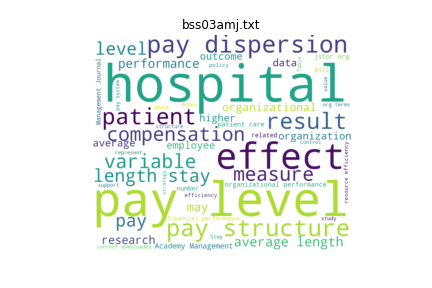 bss03amj.txt
level pay dispersion
performance
outcome
data
jstor org
policy
Table
will
hospital
Management Journal
pay system
used
model
org terms
value
patient
higher
organizational
result
structure
patient care
compensation
related
organization
control
average
employee
effect
variable
measure
represent
length stay
strategy
resource efficiency
support
number
organizational performance
efficiency
pay level
pay
may
financial performance
study
pay structure
research
Step
average length
content downloaded
Academy Management